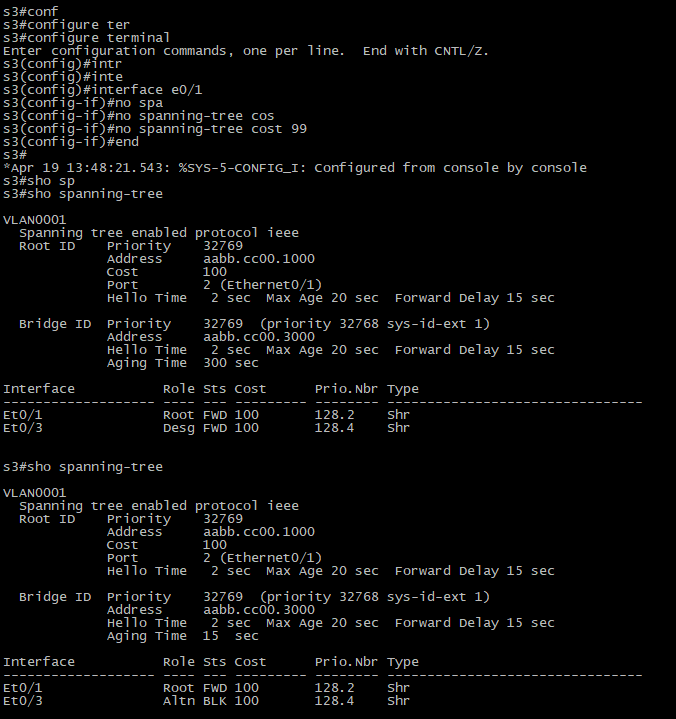 s3#conf
s3#configure ter
s3#configure terminal
Enter configuration commands, one per line.  End with CNTL/Z.
s3(config)#intr
s3(config)#inte
s3(config)#interface e0/1
s3(config-if)#no spa
s3(config-if)#no spanning-tree cos
s3(config-if)#no spanning-tree cost 99
s3(config-if)#end
s3#
*Apr 19 13:48:21.543: %SYS-5-CONFIG_I: Configured from console by console
s3#sho sp
s3#sho spanning-tree

VLAN0001
  Spanning tree enabled protocol ieee
  Root ID    Priority    32769
             Address     aabb.cc00.1000
             Cost        100
             Port        2 (Ethernet0/1)
             Hello Time   2 sec  Max Age 20 sec  Forward Delay 15 sec

  Bridge ID  Priority    32769  (priority 32768 sys-id-ext 1)
             Address     aabb.cc00.3000
             Hello Time   2 sec  Max Age 20 sec  Forward Delay 15 sec
             Aging Time  300 sec

Interface           Role Sts Cost      Prio.Nbr Type
------------------- ---- --- --------- -------- --------------------------------
Et0/1               Root FWD 100       128.2    Shr
Et0/3               Desg FWD 100       128.4    Shr


s3#sho spanning-tree

VLAN0001
  Spanning tree enabled protocol ieee
  Root ID    Priority    32769
             Address     aabb.cc00.1000
             Cost        100
             Port        2 (Ethernet0/1)
             Hello Time   2 sec  Max Age 20 sec  Forward Delay 15 sec

  Bridge ID  Priority    32769  (priority 32768 sys-id-ext 1)
             Address     aabb.cc00.3000
             Hello Time   2 sec  Max Age 20 sec  Forward Delay 15 sec
             Aging Time  15  sec

Interface           Role Sts Cost      Prio.Nbr Type
------------------- ---- --- --------- -------- --------------------------------
Et0/1               Root FWD 100       128.2    Shr
Et0/3               Altn BLK 100       128.4    Shr